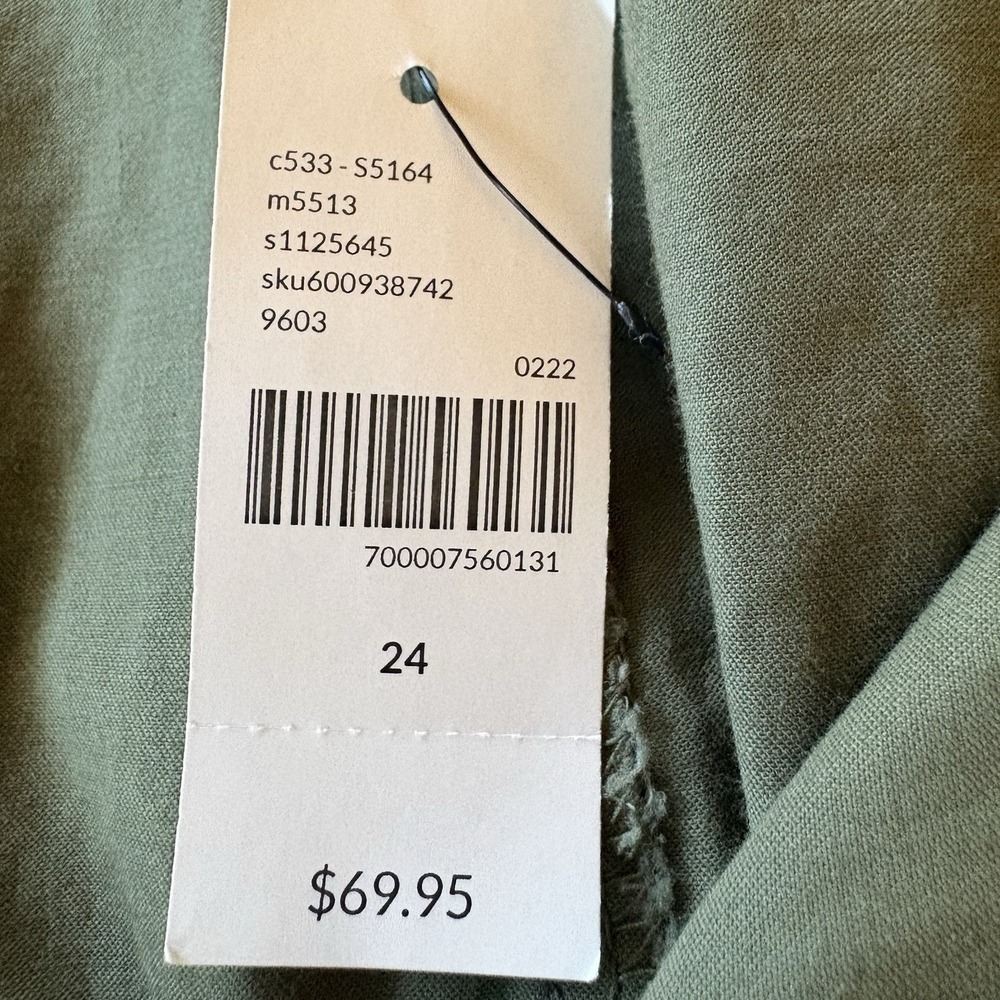 c533 - S5164
m5513
s1125645
sku600938742
9603
0222
700007560131
24
$69.95